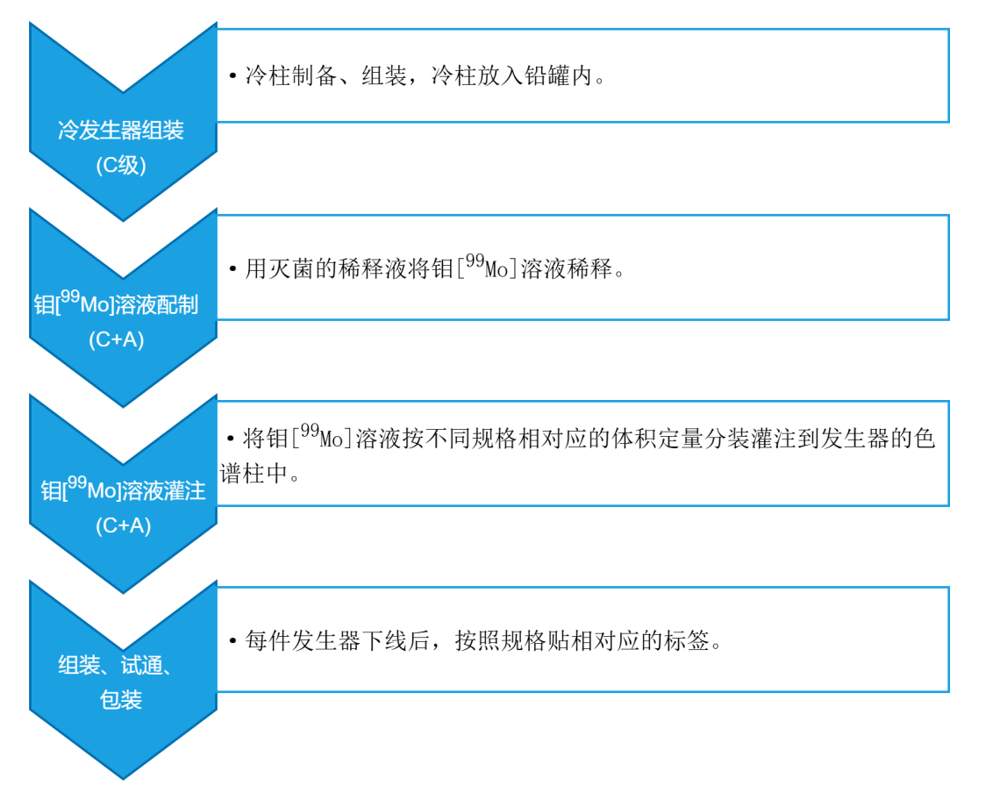 冷发生器组装
(C级)
•冷柱制备、组装，冷柱放入铅罐内。
钼[⁹⁹Mo]溶液配制
(C+A)
•用灭菌的稀释液将钼[⁹⁹Mo]溶液稀释。
钼[⁹⁹Mo]溶液灌注
(C+A)
•将钼[⁹⁹Mo]溶液按不同规格相对应的体积定量分装灌注到发生器的色
谱柱中。
组装、试通、
包装
•每件发生器下线后，按照规格贴相对应的标签。